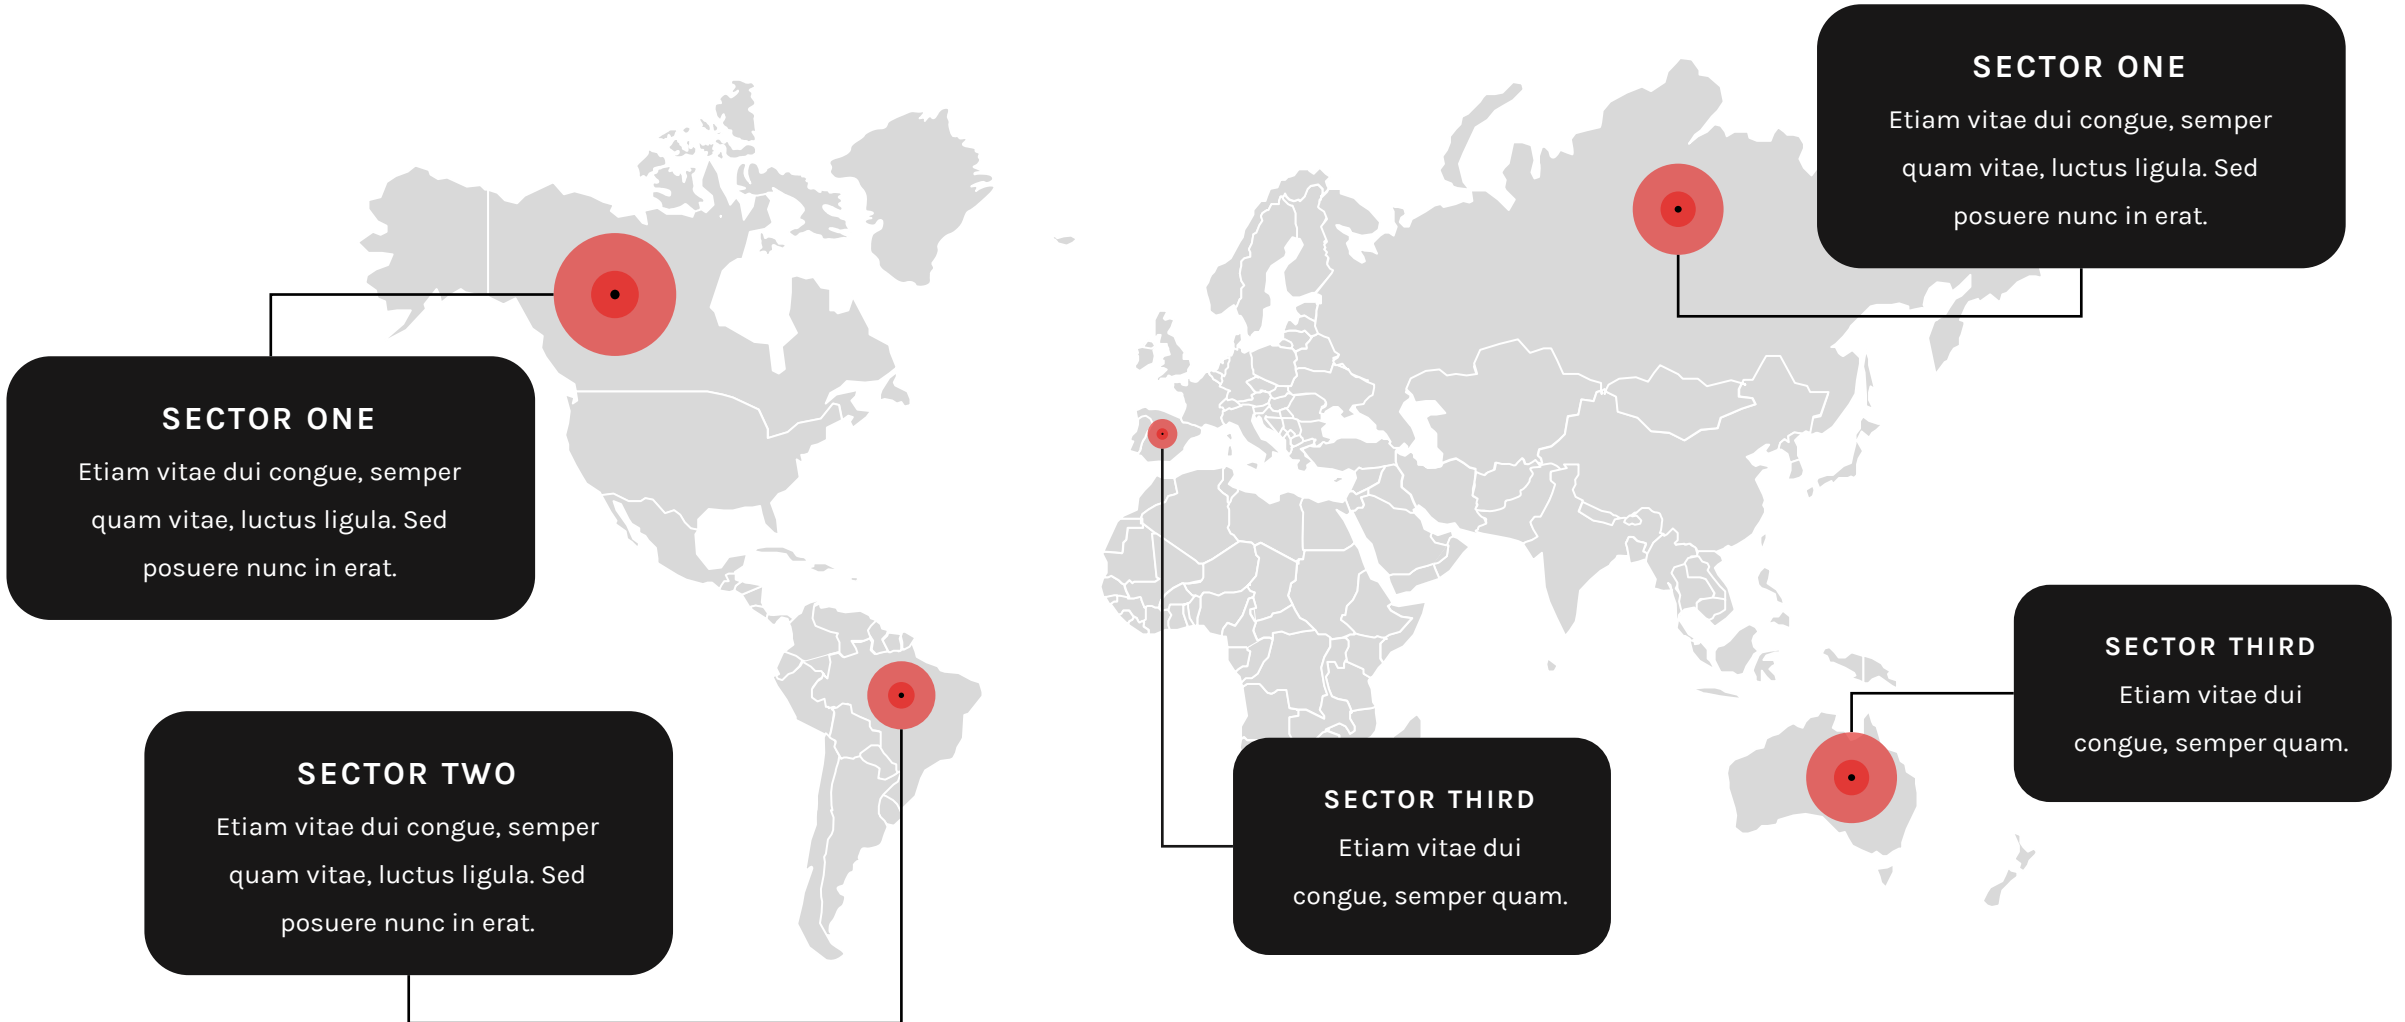 SECTOR ONE
Etiam vitae dui congue, semper
quam vitae, luctus ligula. Sed
posuere nunc in erat.
SECTOR ONE
Etiam vitae dui congue, semper
quam vitae, luctus ligula. Sed
posuere nunc in erat.
SECTOR TWO
Etiam vitae dui congue, semper
quam vitae, luctus ligula. Sed
posuere nunc in erat.
SECTOR THIRD
Etiam vitae dui
congue, semper quam.
SECTOR THIRD
Etiam vitae dui
congue, semper quam.